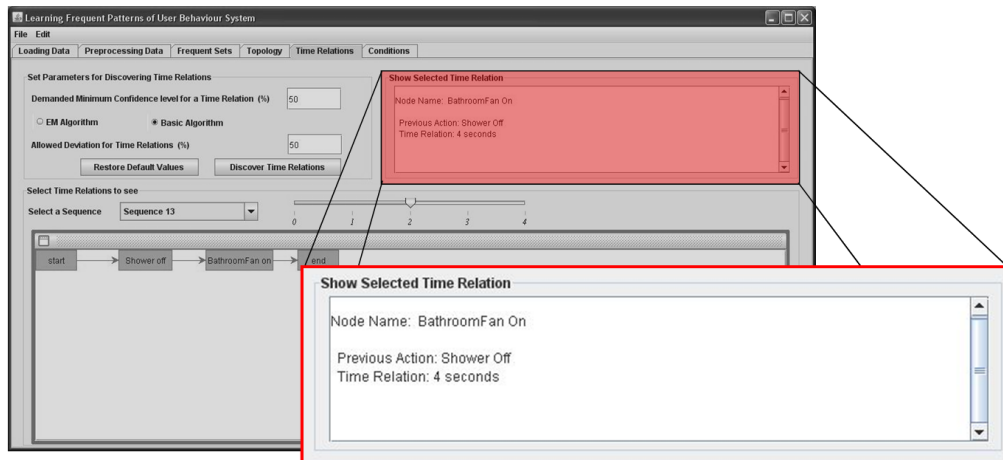 Learning Frequent Patterns of User Behaviour System
File Edit
Loading Data Preprocessing Data Frequent Sets Topology Time Relations Conditions
Set Parameters for Discovering Time Relations
Demanded Minimum Confidence level for a Time Relation (%) 50
EM Algorithm Basic Algorithm
Allowed Deviation for Time Relations (%) 50
Restore Default Values Discover Time Relations
Show Selected Time Relation
Node Name: BathroomFan On
Previous Action: Shower Off
Time Relation: 4 seconds
Select Time Relations to see
Select a Sequence Sequence 13
0 1 2 3 4
start Shower off BathroomFan on end
Show Selected Time Relation
Node Name: BathroomFan On
Previous Action: Shower Off
Time Relation: 4 seconds